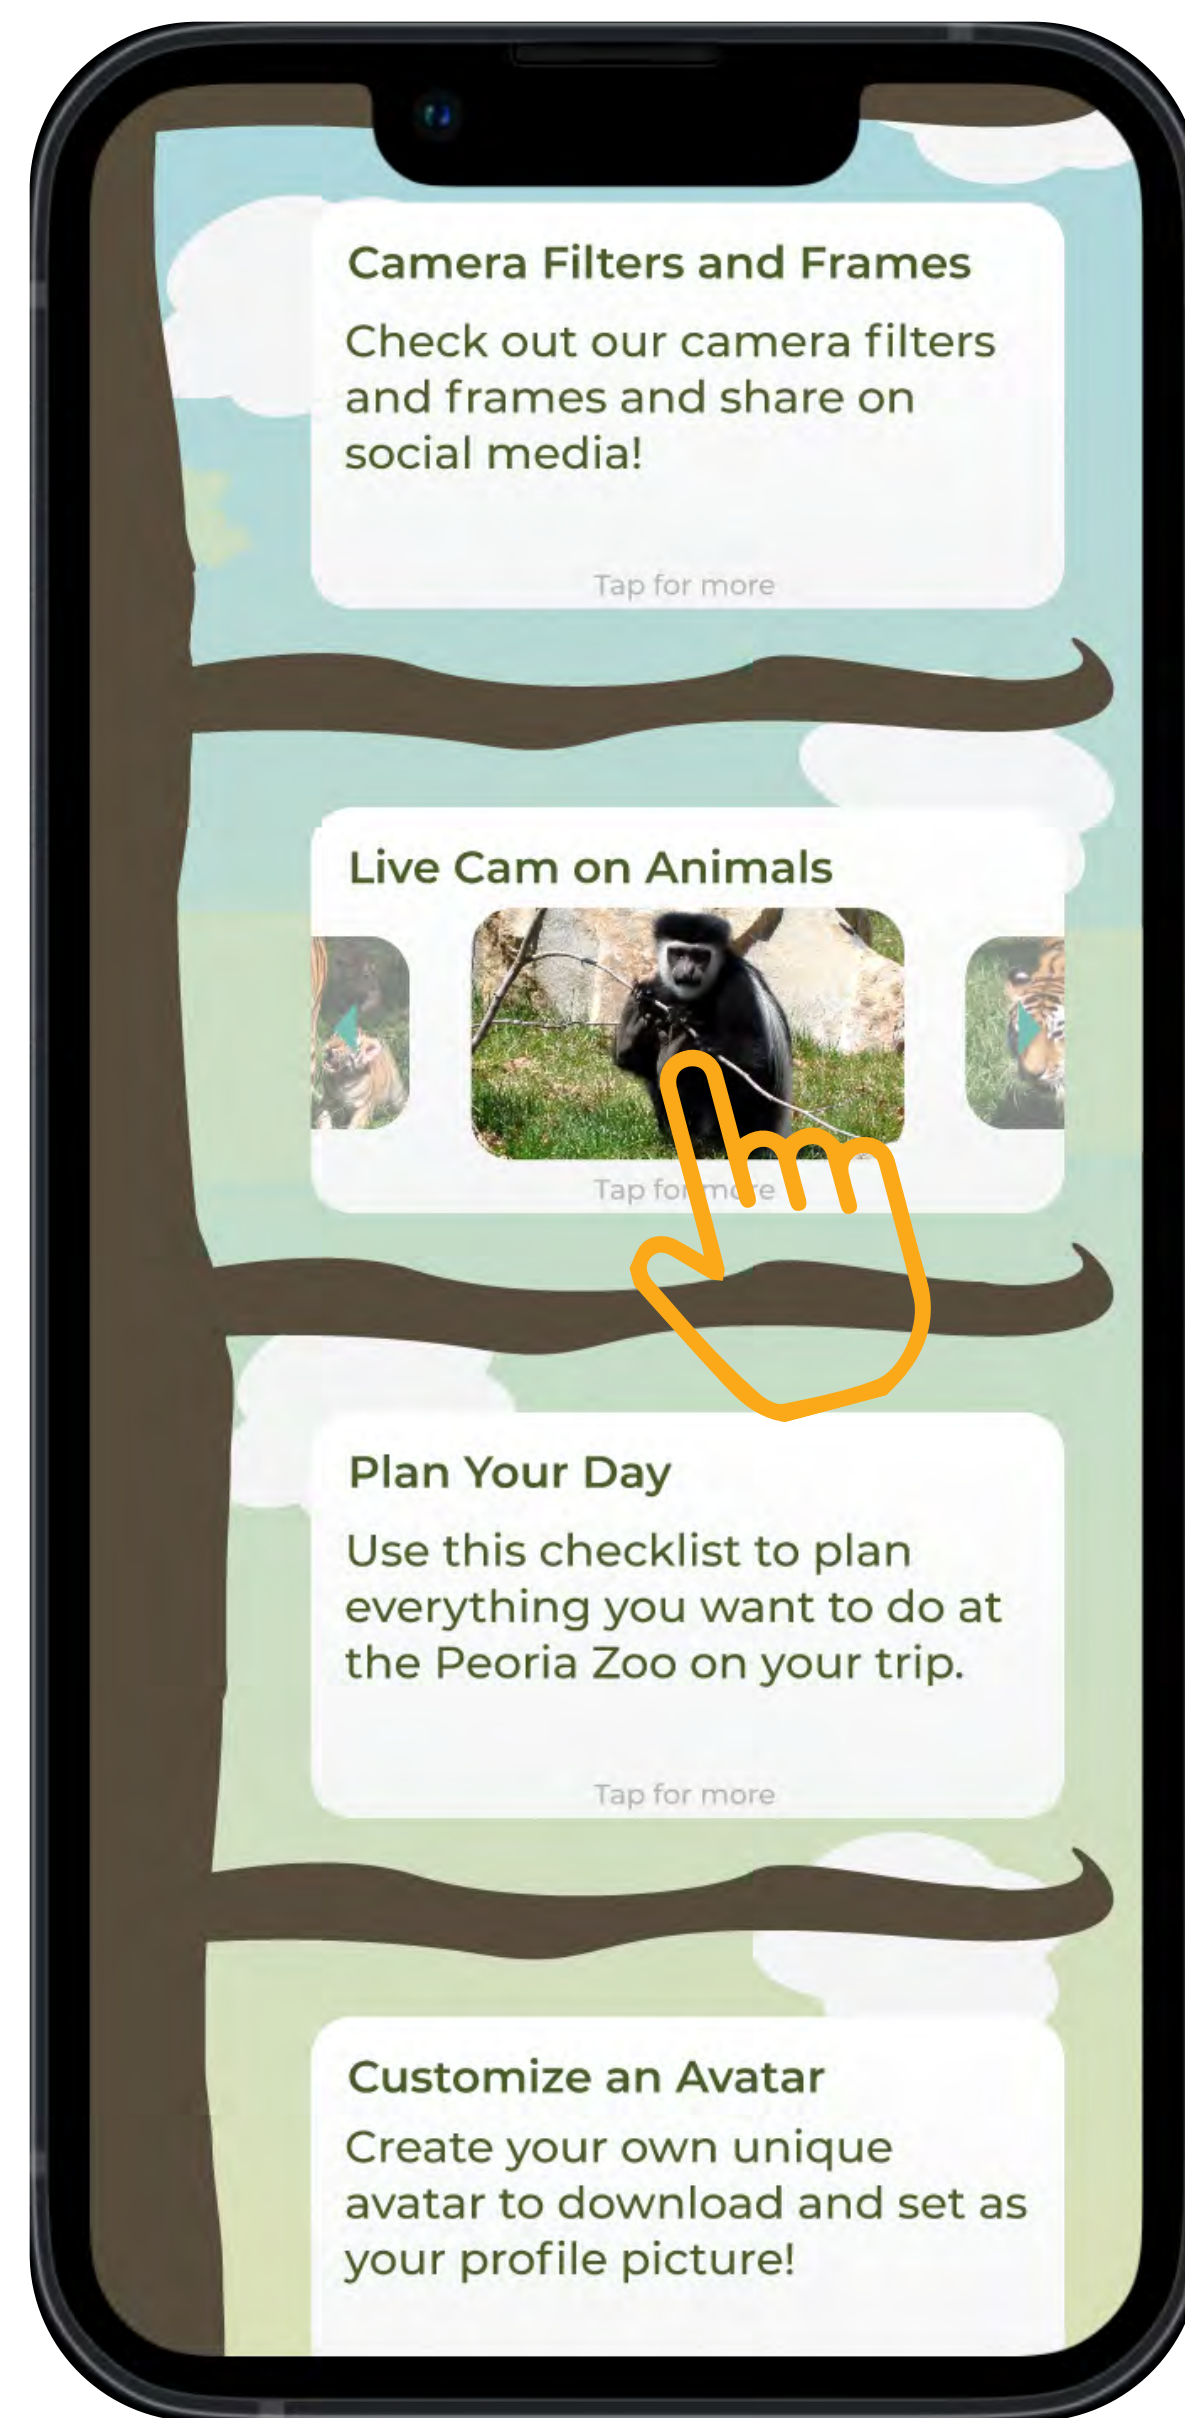 Camera Filters and Frames
Check out our camera filters
and frames and share on
social media!
Tap for more
Live Cam on Animals
Tap for more
Plan Your Day
Use this checklist to plan
everything you want to do at
the Peoria Zoo on your trip.
Tap for more
Customize an Avatar
Create your own unique
avatar to download and set as
your profile picture!